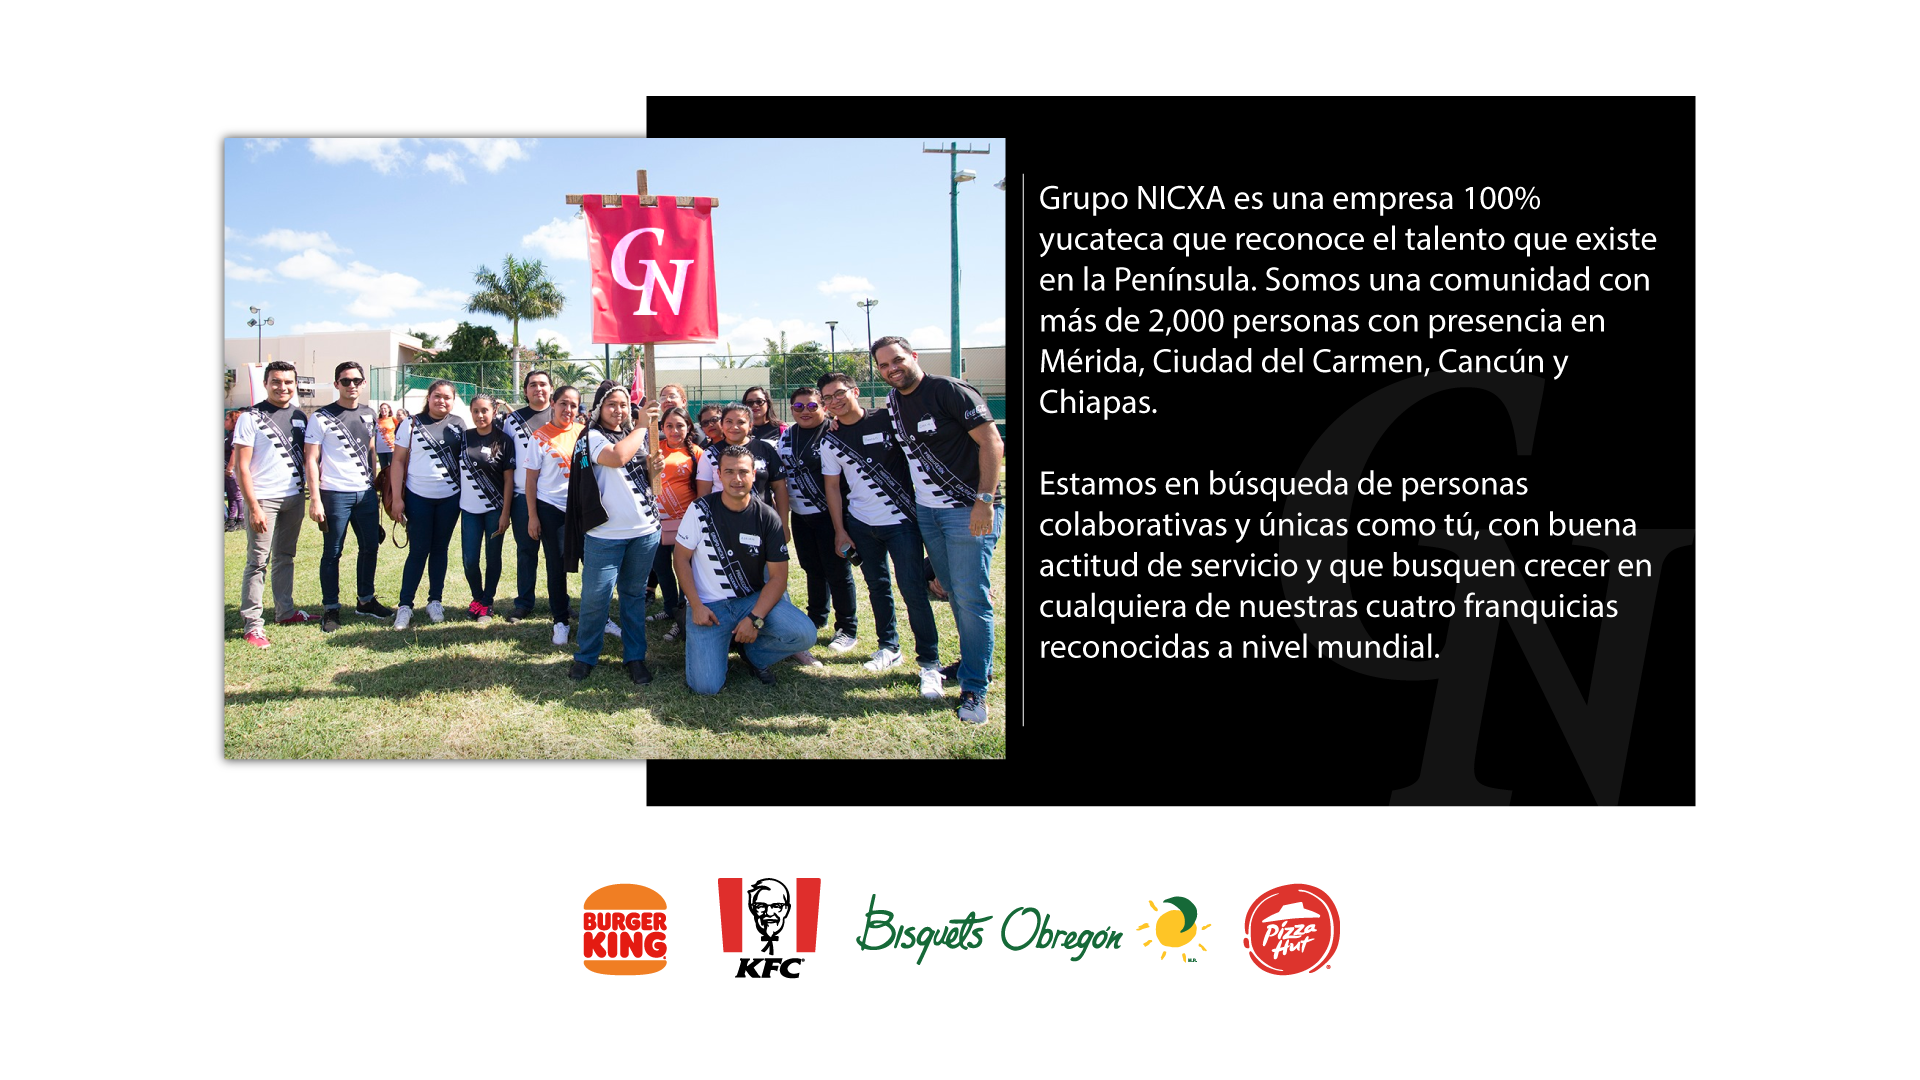 GN
Grupo NICXA es una empresa 100%
yucateca que reconoce el talento que existe
en la Península. Somos una comunidad con
más de 2,000 personas con presencia en
Mérida, Ciudad del Carmen, Cancún y
Chiapas.
Estamos en búsqueda de personas
colaborativas y únicas como tú, con buena
actitud de servicio y que busquen crecer en
cualquiera de nuestras cuatro franquicias
reconocidas a nivel mundial.
GN
BURGER
KING
KFC
Bisquets Obregón
M.R.
Pizza
Hut